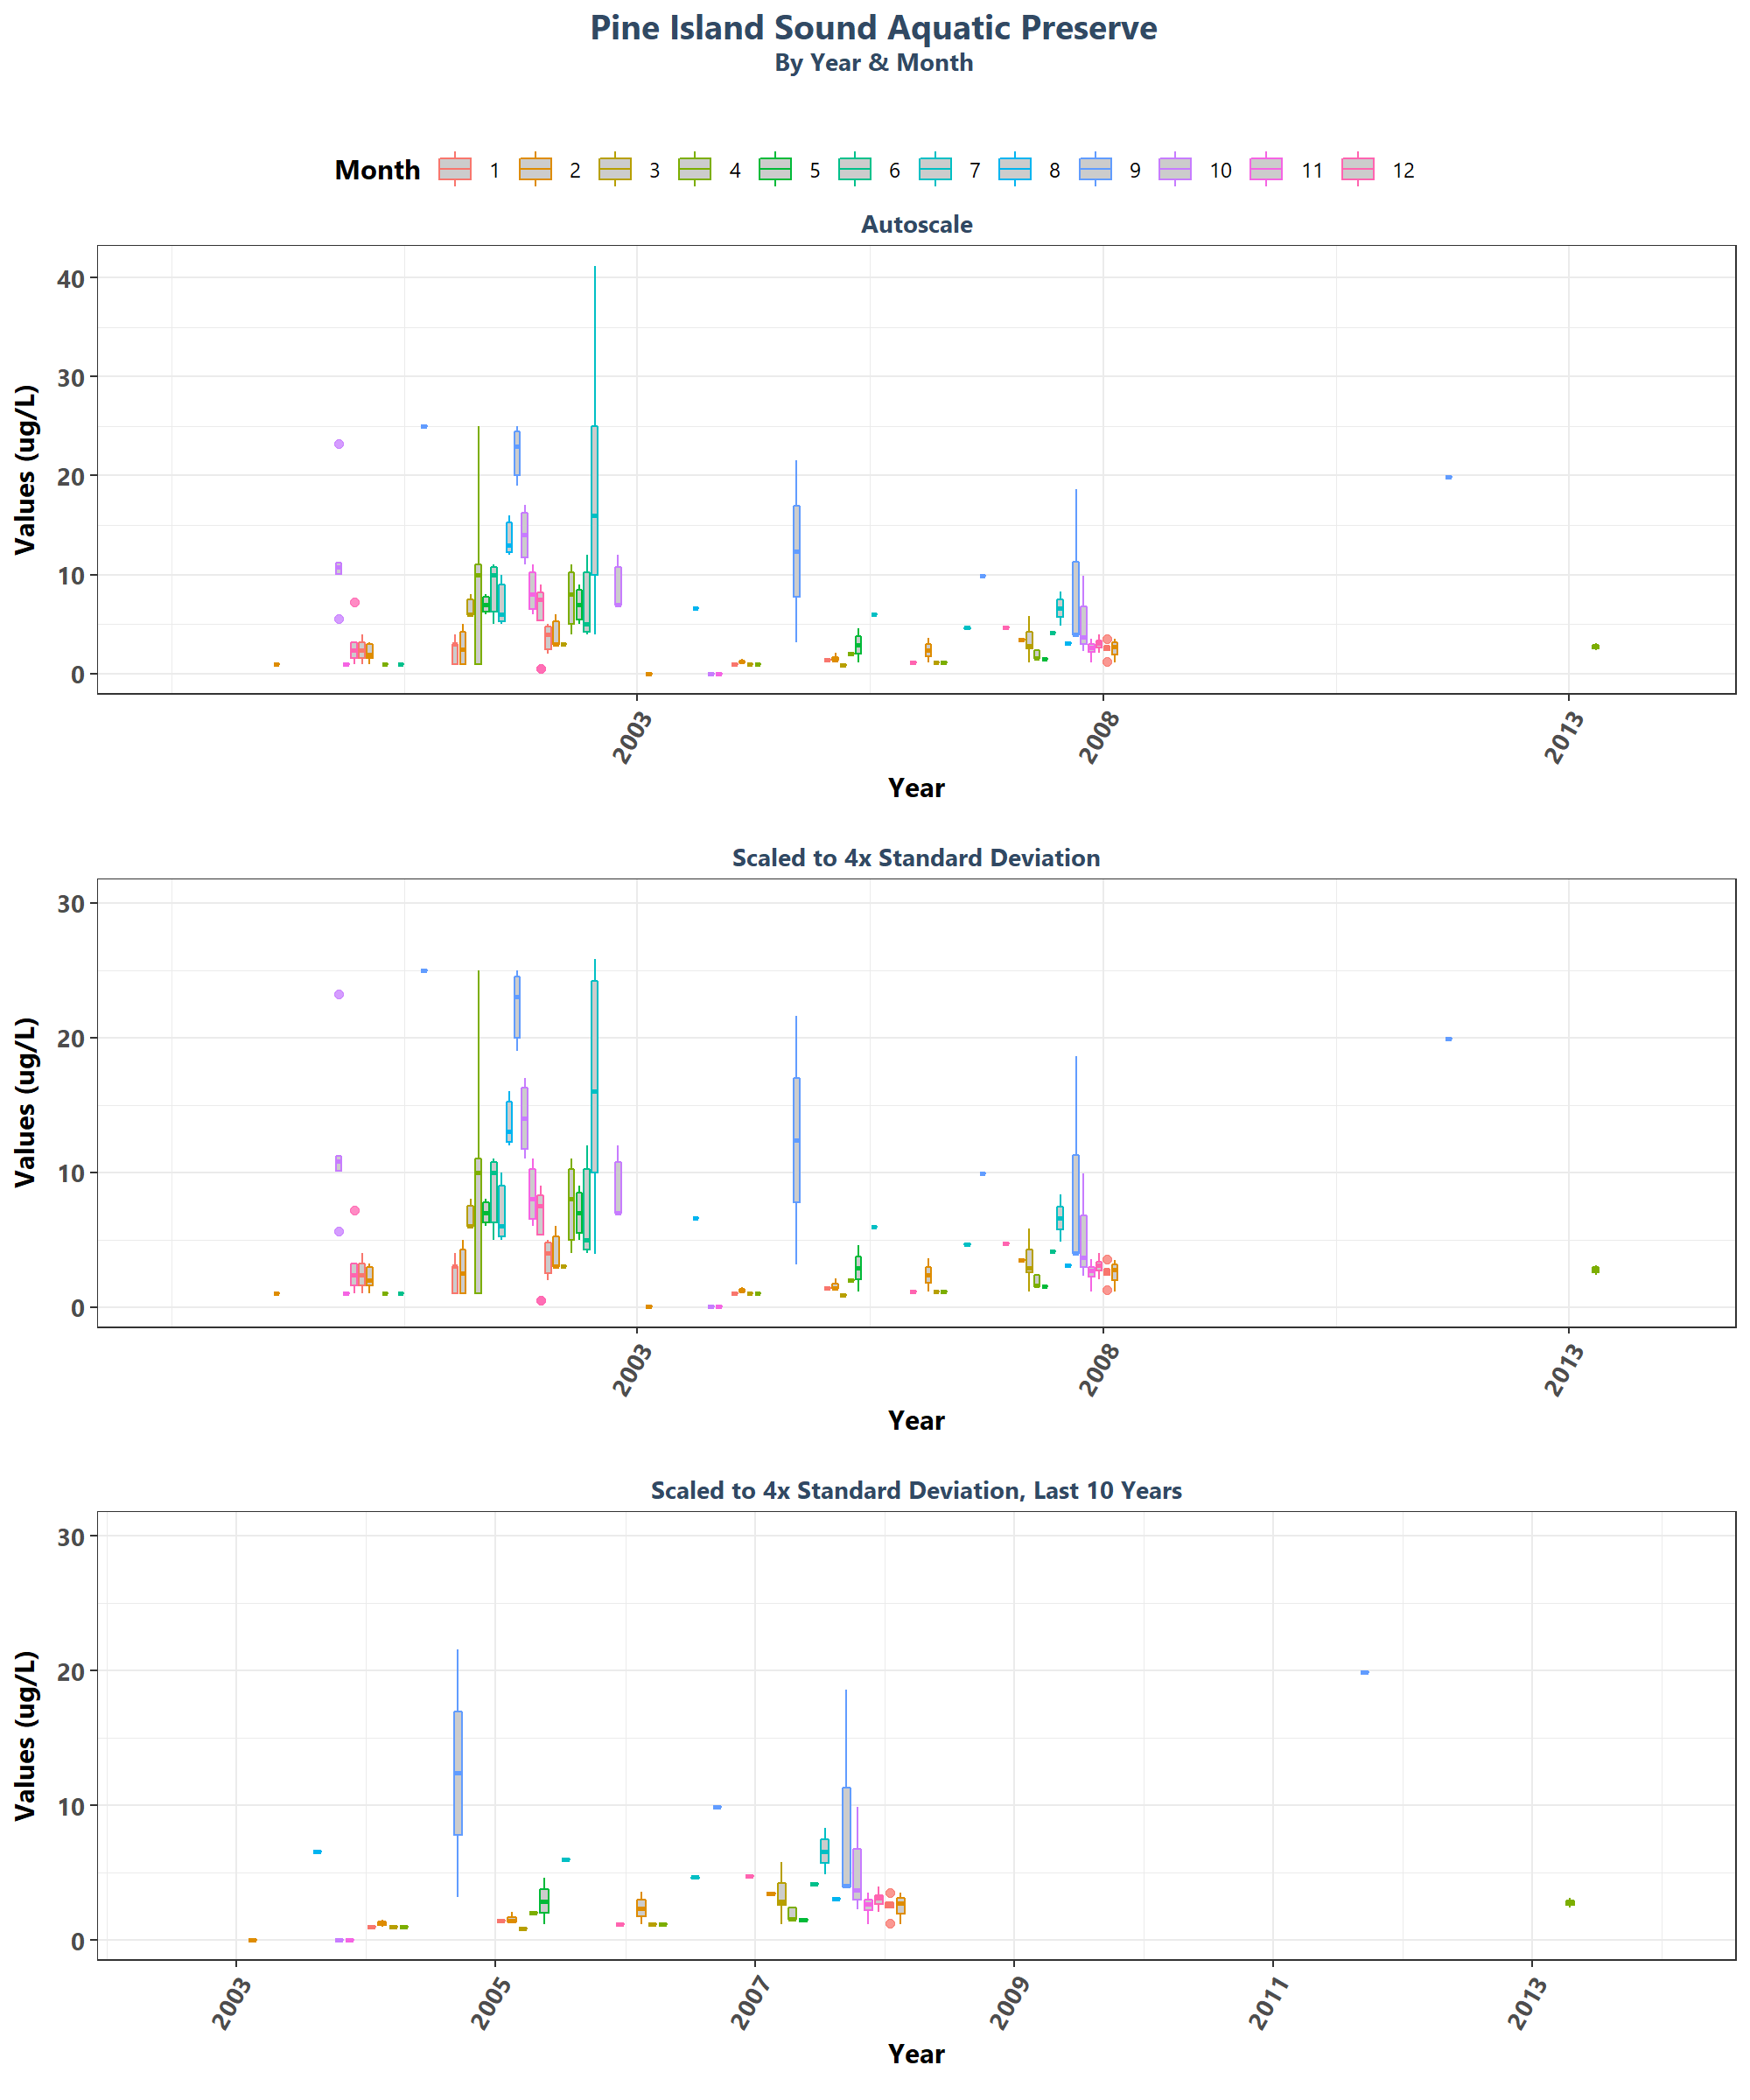 Pine Island Sound Aquatic Preserve
By Year & Month
Month 1 2 3 4 5 6 7 8 9 10 11 12
Autoscale
40
30
20
10
0
Values (ug/L)
2003 2008 2013
Year
Scaled to 4x Standard Deviation
30
20
10
0
Values (ug/L)
2003 2008 2013
Year
Scaled to 4x Standard Deviation, Last 10 Years
30
20
10
0
Values (ug/L)
2003 2005 2007 2009 2011 2013
Year